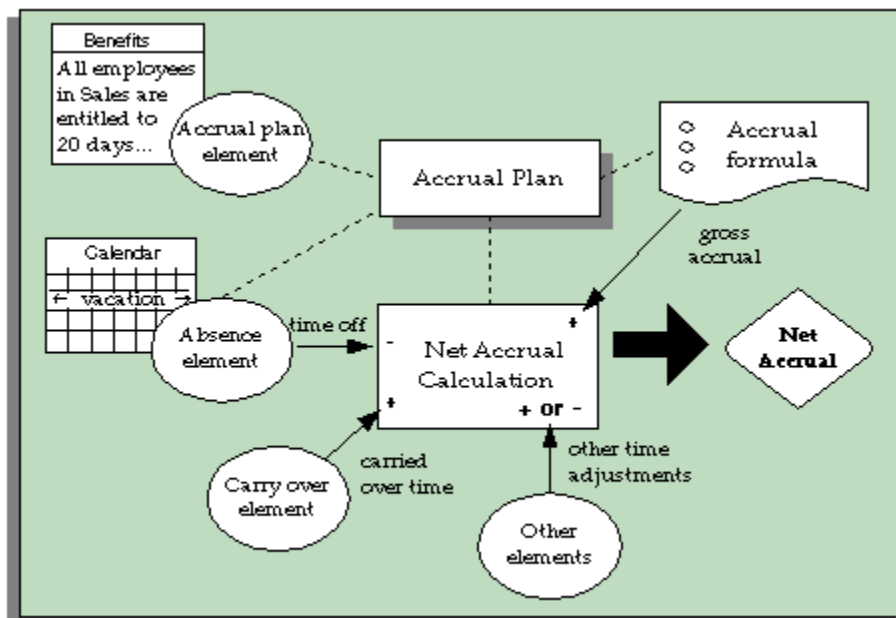 Benefits
All employees
in Sales are
entitled to
20 days...
Accrual plan
element
Accrual Plan
Accrual
formula
gross
accrual
Calendar
← vacation →
Absence
element
time off
-
+
Net Accrual
Calculation
+
+ or -
Net
Accrual
Carry over
element
carried
over time
other time
adjustments
Other
elements